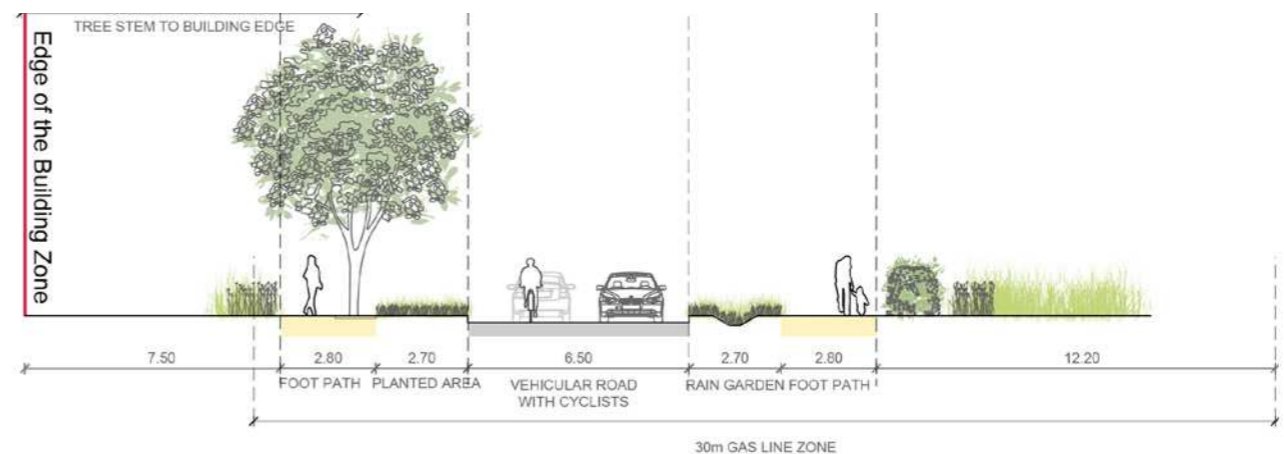 TREE STEM TO BUILDING EDGE
Edge of the Building Zone
7.50 2.80 2.70 6.50 2.70 2.80 12.20
FOOT PATH PLANTED AREA VEHICULAR ROAD RAIN GARDEN FOOT PATH
WITH CYCLISTS
30m GAS LINE ZONE